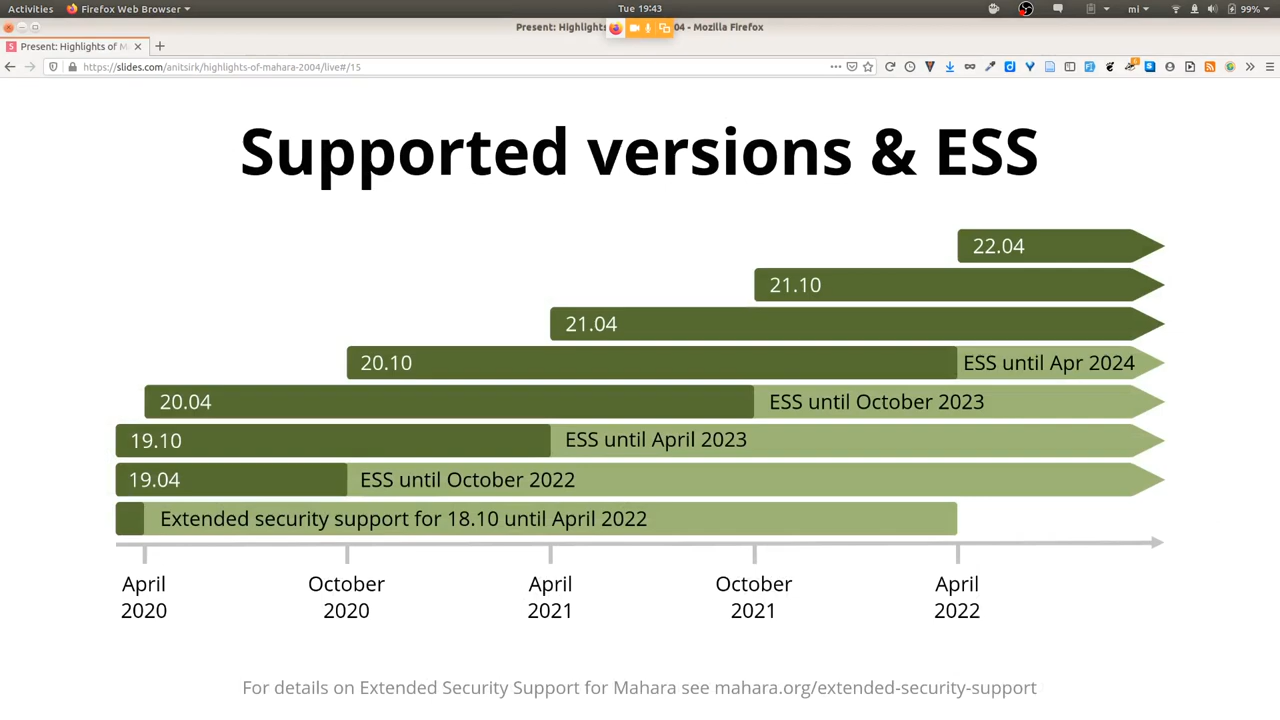 Activities Firefox Web Browser Tue 19:43 mi 99%
Present: Highlights 04 - Mozilla Firefox
Present: Highlights of M
https://slides.com/anitsirk/highlights-of-mahara-2004/live#/15
Supported versions & ESS
22.04
21.10
21.04
20.10 ESS until Apr 2024
20.04 ESS until October 2023
19.10 ESS until April 2023
19.04 ESS until October 2022
Extended security support for 18.10 until April 2022
April October April October April
2020 2020 2021 2021 2022
For details on Extended Security Support for Mahara see mahara.org/extended-security-support